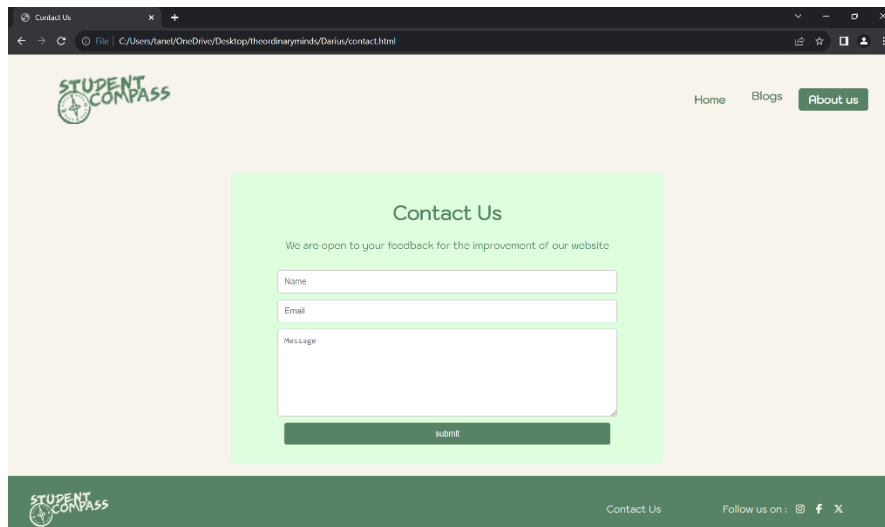 Contact Us
File C:/Users/tanel/OneDrive/Desktop/theordinaryminds/Darius/contact.html
STUDENT
COMPASS
Home Blogs About us
Contact Us
We are open to your feedback for the improvement of our website
Name
Email
Message
submit
STUDENT
COMPASS
Contact Us Follow us on :